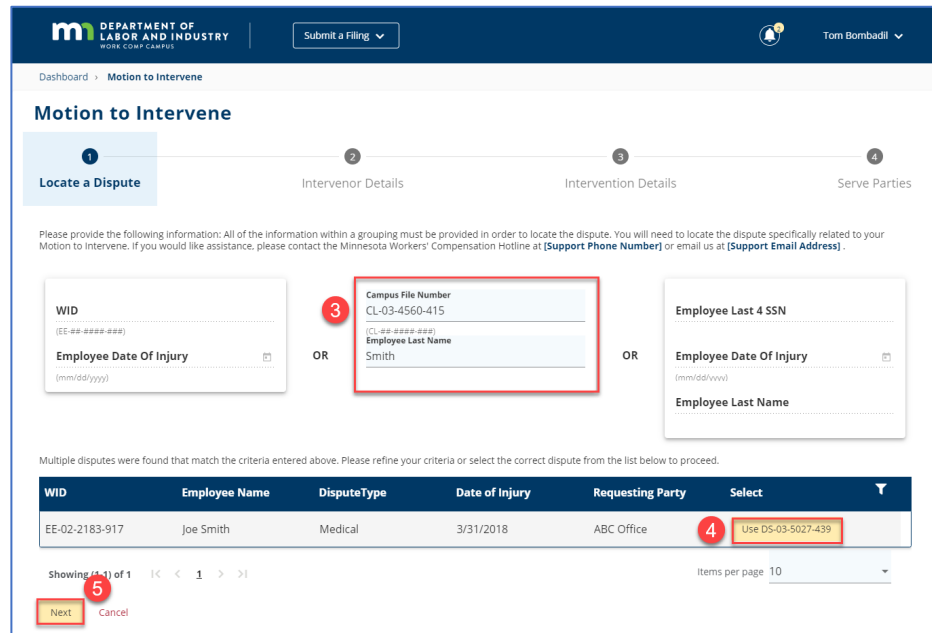 DEPARTMENT OF
LABOR AND INDUSTRY
WORK COMP CAMPUS
Submit a Filing
2
Tom Bombadil
Dashboard > Motion to Intervene
Motion to Intervene
1
2
3
4
Locate a Dispute
Intervenor Details
Intervention Details
Serve Parties
Please provide the following information: All of the information within a grouping must be provided in order to locate the dispute. You will need to locate the dispute specifically related to your
Motion to Intervene. If you would like assistance, please contact the Minnesota Workers' Compensation Hotline at [Support Phone Number] or email us at [Support Email Address] .
WID
(EE-##-####-###)
Employee Date Of Injury
(mm/dd/yyyy)
OR
3
Campus File Number
CL-03-4560-415
(CL-##-####-###)
Employee Last Name
Smith
OR
Employee Last 4 SSN
Employee Date Of Injury
(mm/dd/yyyy)
Employee Last Name
Multiple disputes were found that match the criteria entered above. Please refine your criteria or select the correct dispute from the list below to proceed.
WID Employee Name DisputeType Date of Injury Requesting Party Select
EE-02-2183-917 Joe Smith Medical 3/31/2018 ABC Office 4 Use DS-03-5027-439
Showing (1-1) of 1 |< < 1 > >| Items per page 10
5
Next Cancel